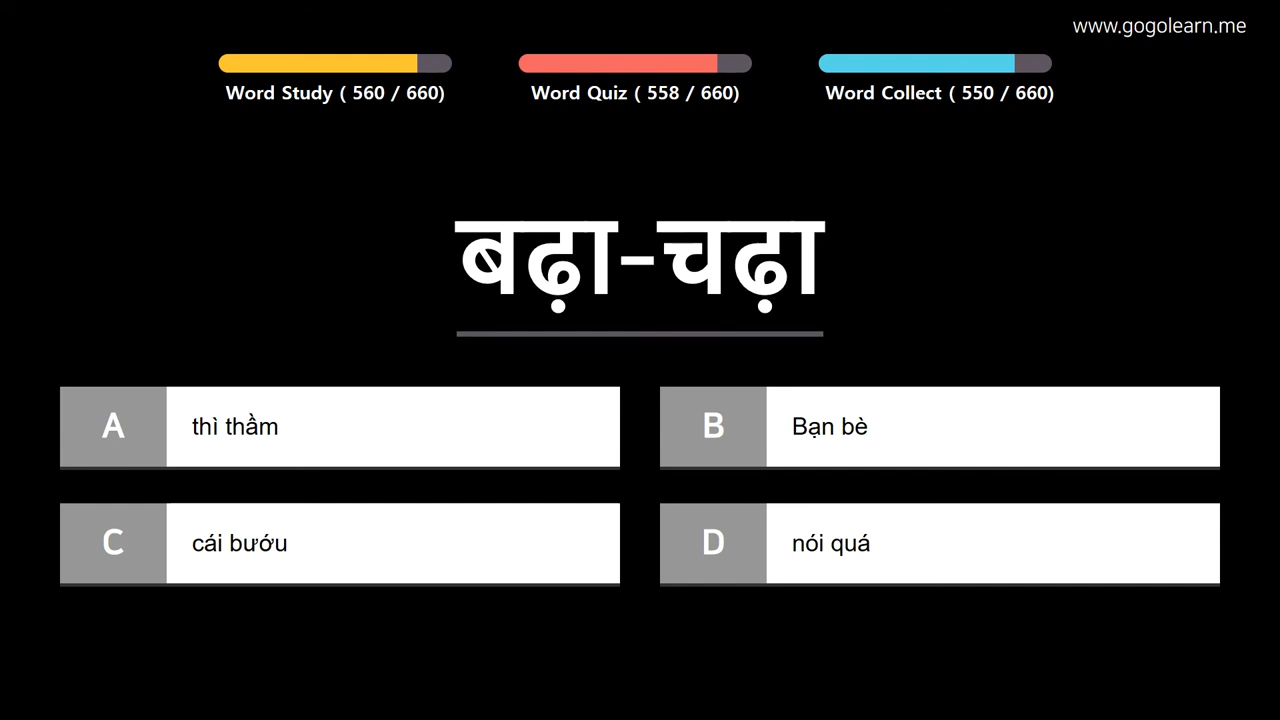 www.gogolearn.me
Word Study ( 560 / 660)
Word Quiz ( 558 / 660)
Word Collect ( 550 / 660)
बढ़ा-चढ़ा
A thì thầm
B Bạn bè
C cái bướu
D nói quá